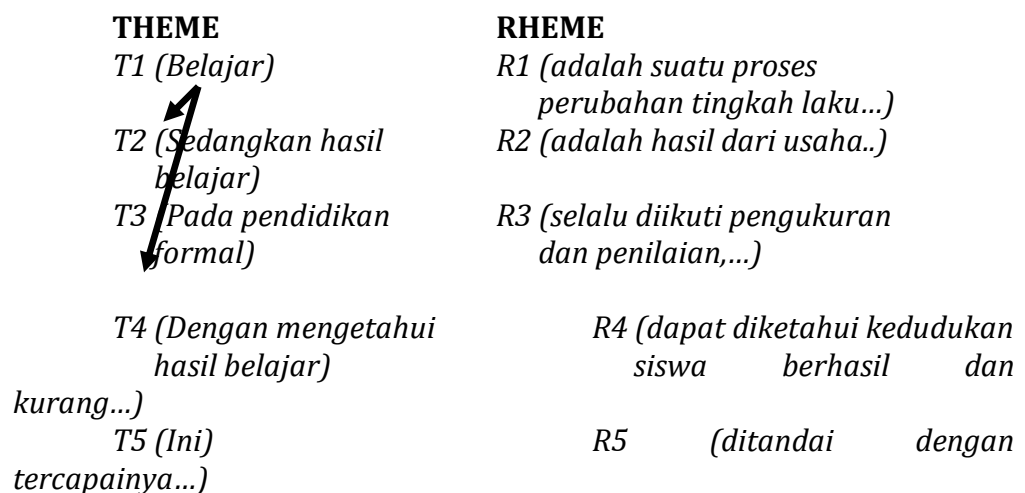 THEME RHEME
T1 (Belajar) R1 (adalah suatu proses
perubahan tingkah laku…)
T2 (Sedangkan hasil R2 (adalah hasil dari usaha..)
belajar)
T3 (Pada pendidikan R3 (selalu diikuti pengukuran
formal) dan penilaian,…)
T4 (Dengan mengetahui R4 (dapat diketahui kedudukan
hasil belajar) siswa berhasil dan
kurang…)
T5 (Ini) R5 (ditandai dengan
tercapainya…)